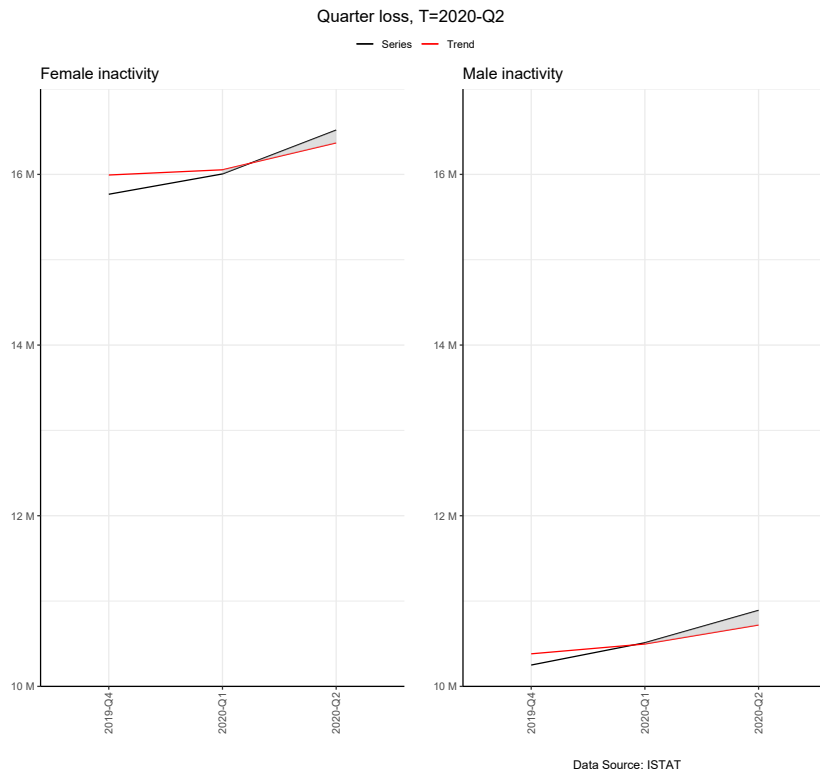 Quarter loss, T=2020-Q2
Series Trend
Female inactivity
16 M
14 M
12 M
10 M
2019-Q4
2020-Q1
2020-Q2
Male inactivity
16 M
14 M
12 M
10 M
2019-Q4
2020-Q1
2020-Q2
Data Source: ISTAT